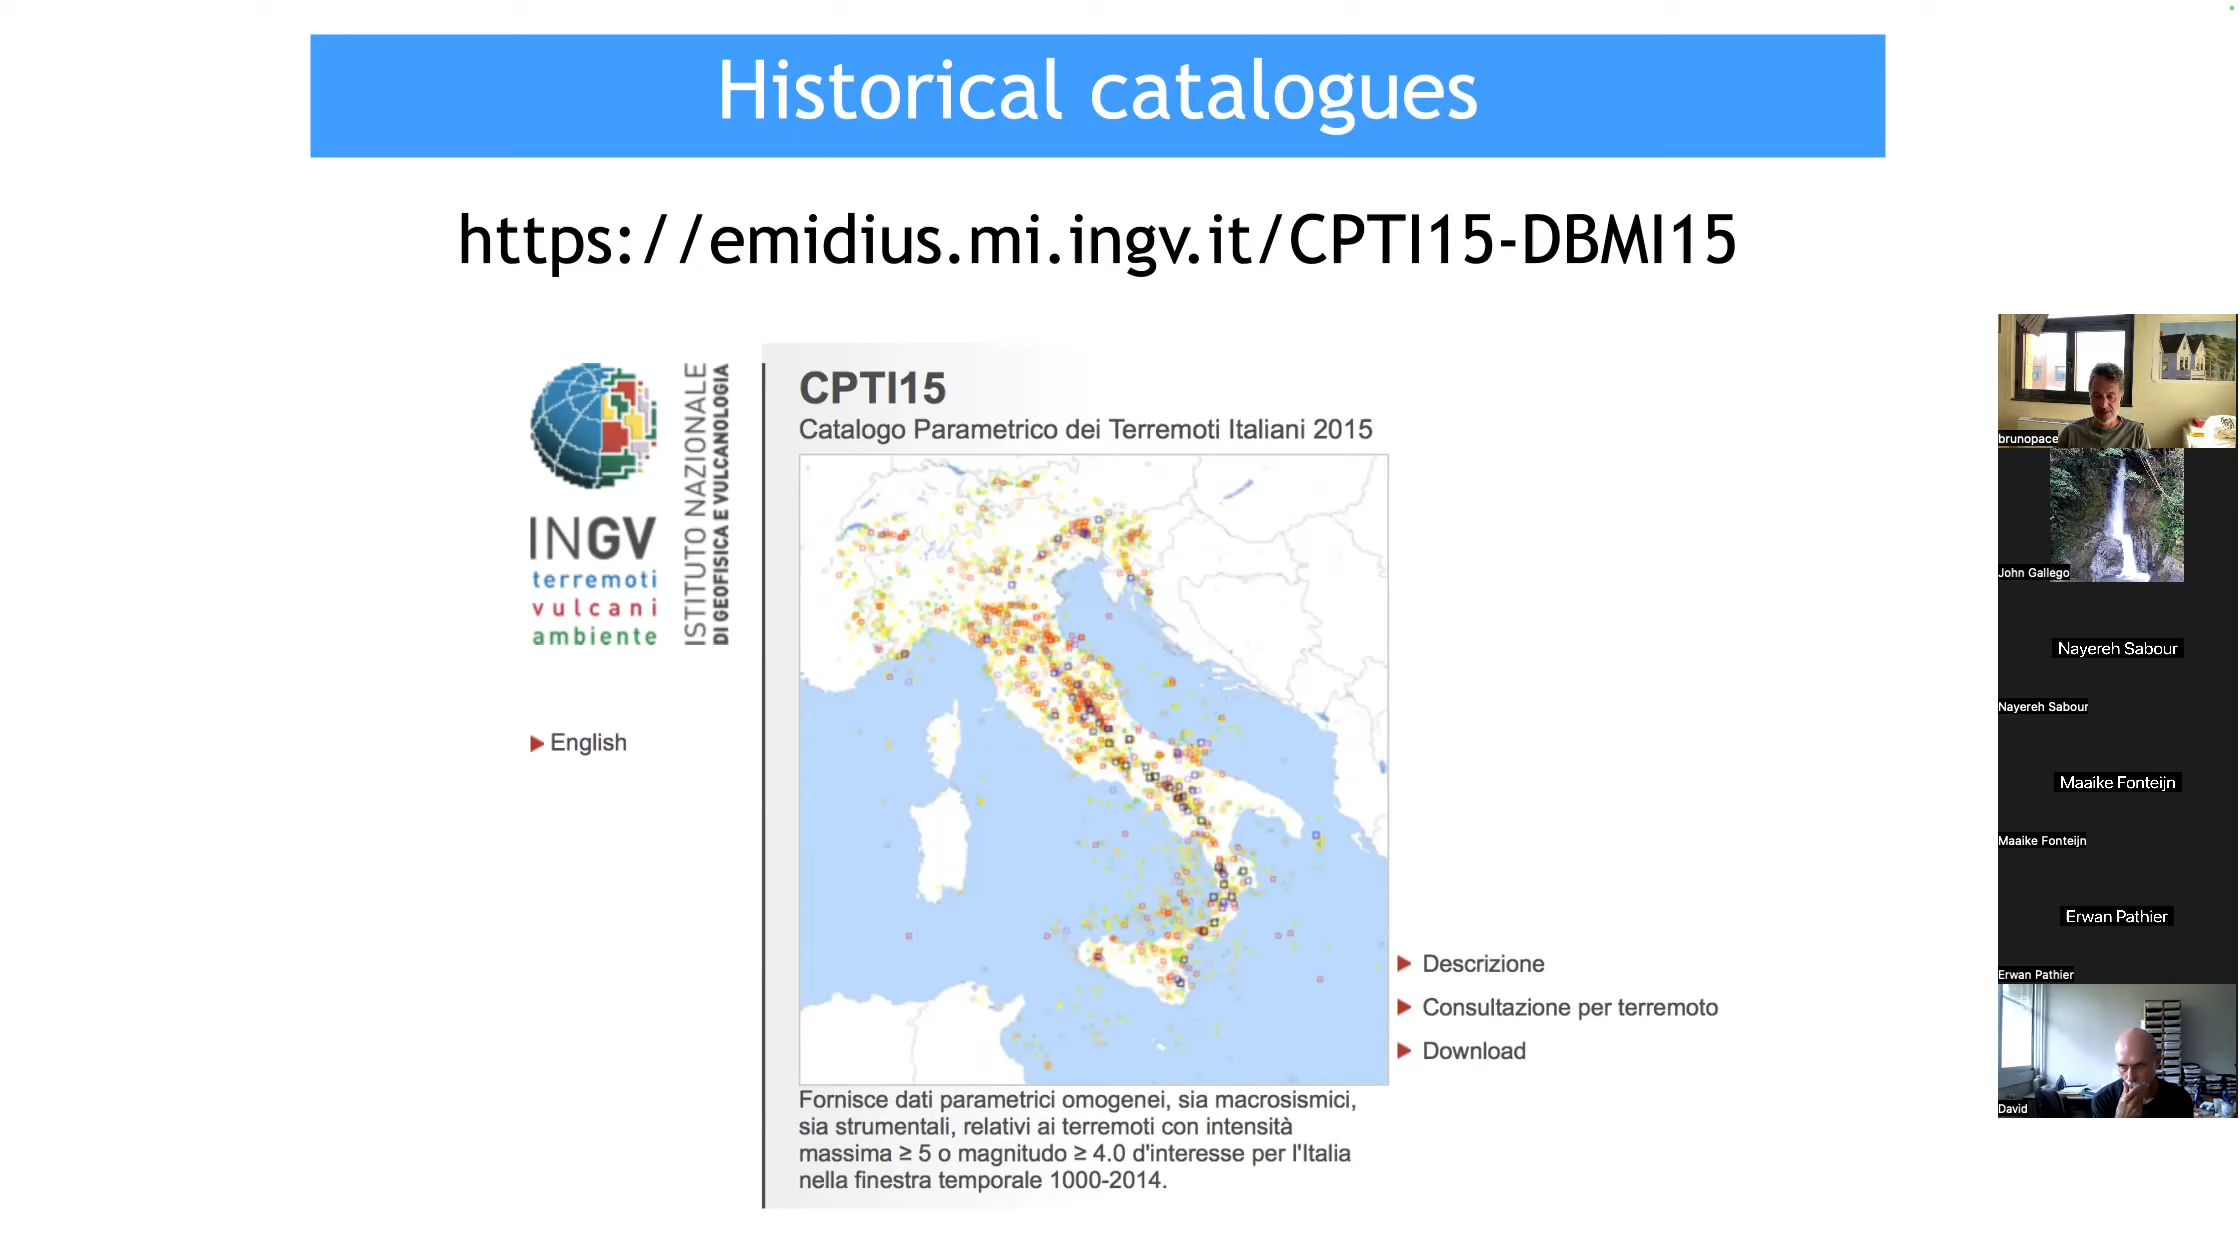 Historical catalogues
https://emidius.mi.ingv.it/CPTI15-DBMI15
INGV
terremoti
vulcani
ambiente
ISTITUTO NAZIONALE
DI GEOFISICA E VULCANOLOGIA
English
CPTI15
Catalogo Parametrico dei Terremoti Italiani 2015
Descrizione
Consultazione per terremoto
Download
Fornisce dati parametrici omogenei, sia macrosismici,
sia strumentali, relativi ai terremoti con intensità
massima ≥ 5 o magnitudo ≥ 4.0 d'interesse per l'Italia
nella finestra temporale 1000-2014.
brunopace
John Gallego
Nayereh Sabour
Nayereh Sabour
Maaike Fonteijn
Maaike Fonteijn
Erwan Pathier
Erwan Pathier
David